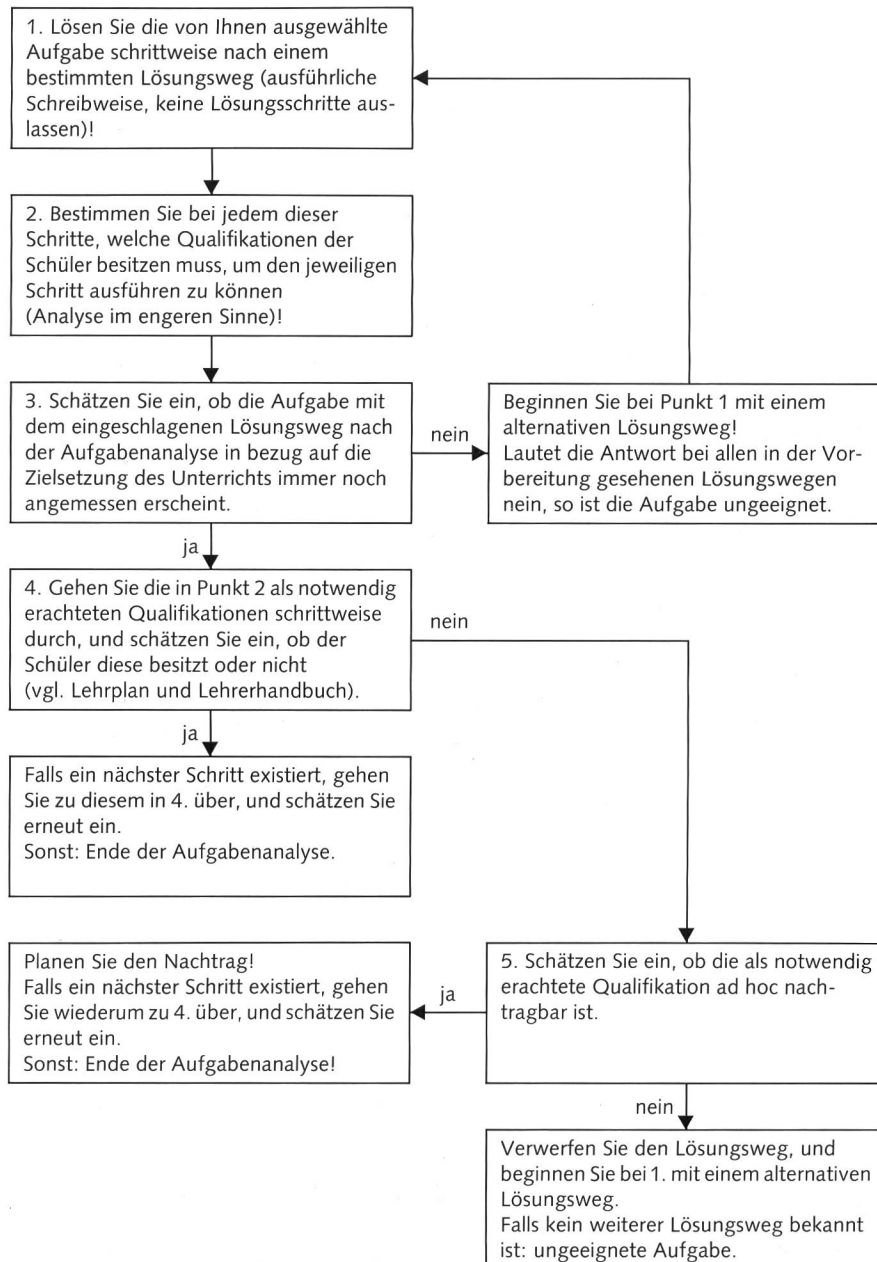 1. Lösen Sie die von Ihnen ausgewählte
Aufgabe schrittweise nach einem
bestimmten Lösungsweg (ausführliche
Schreibweise, keine Lösungsschritte aus-
lassen)!
2. Bestimmen Sie bei jedem dieser
Schritte, welche Qualifikationen der
Schüler besitzen muss, um den jeweiligen
Schritt ausführen zu können
(Analyse im engeren Sinne)!
3. Schätzen Sie ein, ob die Aufgabe mit
dem eingeschlagenen Lösungsweg nach
der Aufgabenanalyse in bezug auf die
Zielsetzung des Unterrichts immer noch
angemessen erscheint.
nein
Beginnen Sie bei Punkt 1 mit einem
alternativen Lösungsweg!
Lautet die Antwort bei allen in der Vor-
bereitung gesehenen Lösungswegen
nein, so ist die Aufgabe ungeeignet.
ja
4. Gehen Sie die in Punkt 2 als notwendig
erachteten Qualifikationen schrittweise
durch, und schätzen Sie ein, ob der
Schüler diese besitzt oder nicht
(vgl. Lehrplan und Lehrerhandbuch).
nein
ja
Falls ein nächster Schritt existiert, gehen
Sie zu diesem in 4. über, und schätzen Sie
erneut ein.
Sonst: Ende der Aufgabenanalyse.
5. Schätzen Sie ein, ob die als notwendig
erachtete Qualifikation ad hoc nach-
tragbar ist.
ja
Planen Sie den Nachtrag!
Falls ein nächster Schritt existiert, gehen
Sie wiederum zu 4. über, und schätzen Sie
erneut ein.
Sonst: Ende der Aufgabenanalyse!
nein
Verwerfen Sie den Lösungsweg, und
beginnen Sie bei 1. mit einem alternativen
Lösungsweg.
Falls kein weiterer Lösungsweg bekannt
ist: ungeeignete Aufgabe.